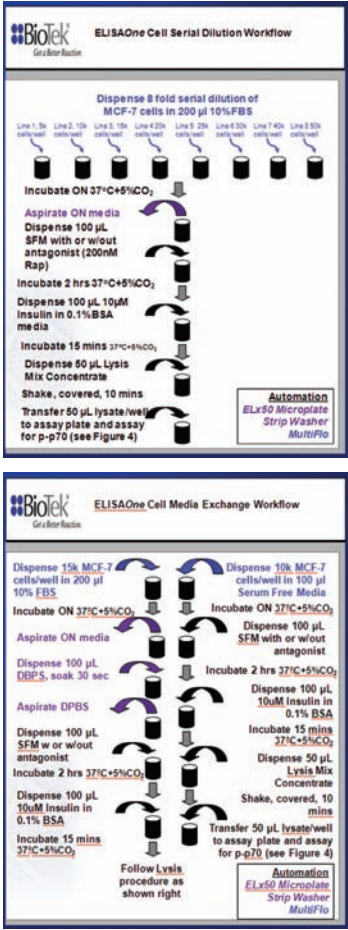 BioTek
Get a Better Reaction
ELISAOne Cell Serial Dilution Workflow
Dispense 8 fold serial dilution of
MCF-7 cells in 200 µl 10%FBS
Line 1, 5k cells/well
Line 2, 10k cells/well
Line 3, 15k cells/well
Line 4 20k cells/well
Line 5 25k cells/well
Line 6 30k cells/well
Line 7 40k cells/well
Line 8 50k cells/well
Incubate ON 37ºC+5%CO2
Aspirate ON media
Dispense 100 µL
SFM with or w/out
antagonist (200nM
Rap)
Incubate 2 hrs 37ºC+5%CO2
Dispense 100 µL 10µM
Insulin in 0.1%BSA
media
Incubate 15 mins 37ºC+5%CO2
Dispense 50 µL Lysis
Mix Concentrate
Shake, covered, 10 mins
Transfer 50 µL lysate/well
to assay plate and assay
for p-p70 (see Figure 4)
Automation
ELx50 Microplate
Strip Washer
MultiFlo
BioTek
Get a Better Reaction
ELISAOne Cell Media Exchange Workflow
Dispense 15k MCF-7
cells/well in 200 µl
10% FBS
Incubate ON 37ºC+5%CO2
Aspirate ON media
Dispense 100 µL
DBPS, soak 30 sec
Aspirate DPBS
Dispense 100 µL
SFM w or w/out
antagonist
Incubate 2 hrs 37ºC+5%CO2
Dispense 100 µL
10uM Insulin in
0.1% BSA
Incubate 15 mins
37ºC+5%CO2
Follow Lysis
procedure as
shown right
Dispense 10k MCF-7
cells/well in 100 µl
Serum Free Media
Incubate ON 37ºC+5%CO2
Dispense 100 µL
SFM with or w/out
antagonist
Incubate 2 hrs 37ºC+5%CO2
Dispense 100 µL
10uM Insulin in
0.1% BSA
Incubate 15 mins
37ºC+5%CO2
Dispense 50 µL
Lysis Mix
Concentrate
Shake, covered, 10
mins
Transfer 50 µL lysate/well
to assay plate and assay
for p-p70 (see Figure 4)
Automation
ELx50 Microplate
Strip Washer
MultiFlo